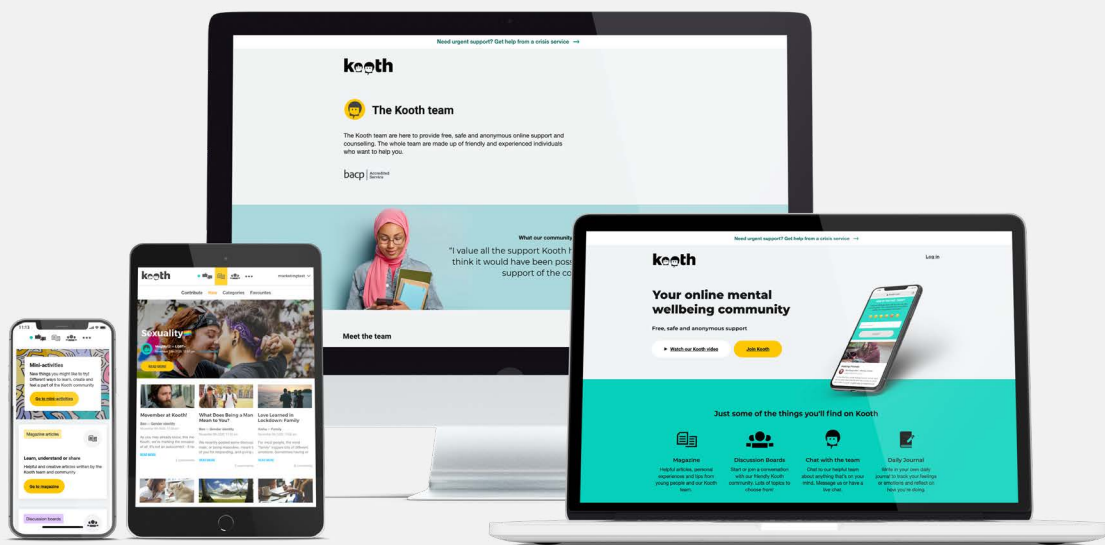 Need urgent support? Get help from a crisis service →
kooth
The Kooth team
The Kooth team are here to provide free, safe and anonymous online support and
counselling. The whole team are made up of friendly and experienced individuals
who want to help you.
bacp | Accredited
Service
What our community
"I value all the support Kooth h
think it would have been poss
support of the co
Meet the team
kooth
Contribute View Categories Favourites
Sexuality
READ MORE
Movember at Kooth!
What Does Being a Man
Mean to You?
Love Learned in
Lockdown: Family
READ MORE
READ MORE
READ MORE
11:13
Mini-activities
New things you might like to try!
Different ways to learn, create and
feel a part of the Kooth community
Go to mini-activities
Magazine articles
Learn, understand or share
Helpful and creative articles written by the
Kooth team and community
Go to magazine
Discussion boards
Need urgent support? Get help from a crisis service →
kooth
Log in
Your online mental
wellbeing community
Free, safe and anonymous support
Watch our Kooth video
Join Kooth
Just some of the things you'll find on Kooth
Magazine
Helpful articles, personal
experiences and tips from
young people and our Kooth
team.
Discussion Boards
Start or join a conversation
with our friendly Kooth
community. Lots of topics to
choose from!
Chat with the team
Chat to our helpful team
about anything that's on your
mind. Message us or have a
live chat.
Daily Journal
Write in your own daily
journal to track your feelings
or emotions and reflect on
how you're doing